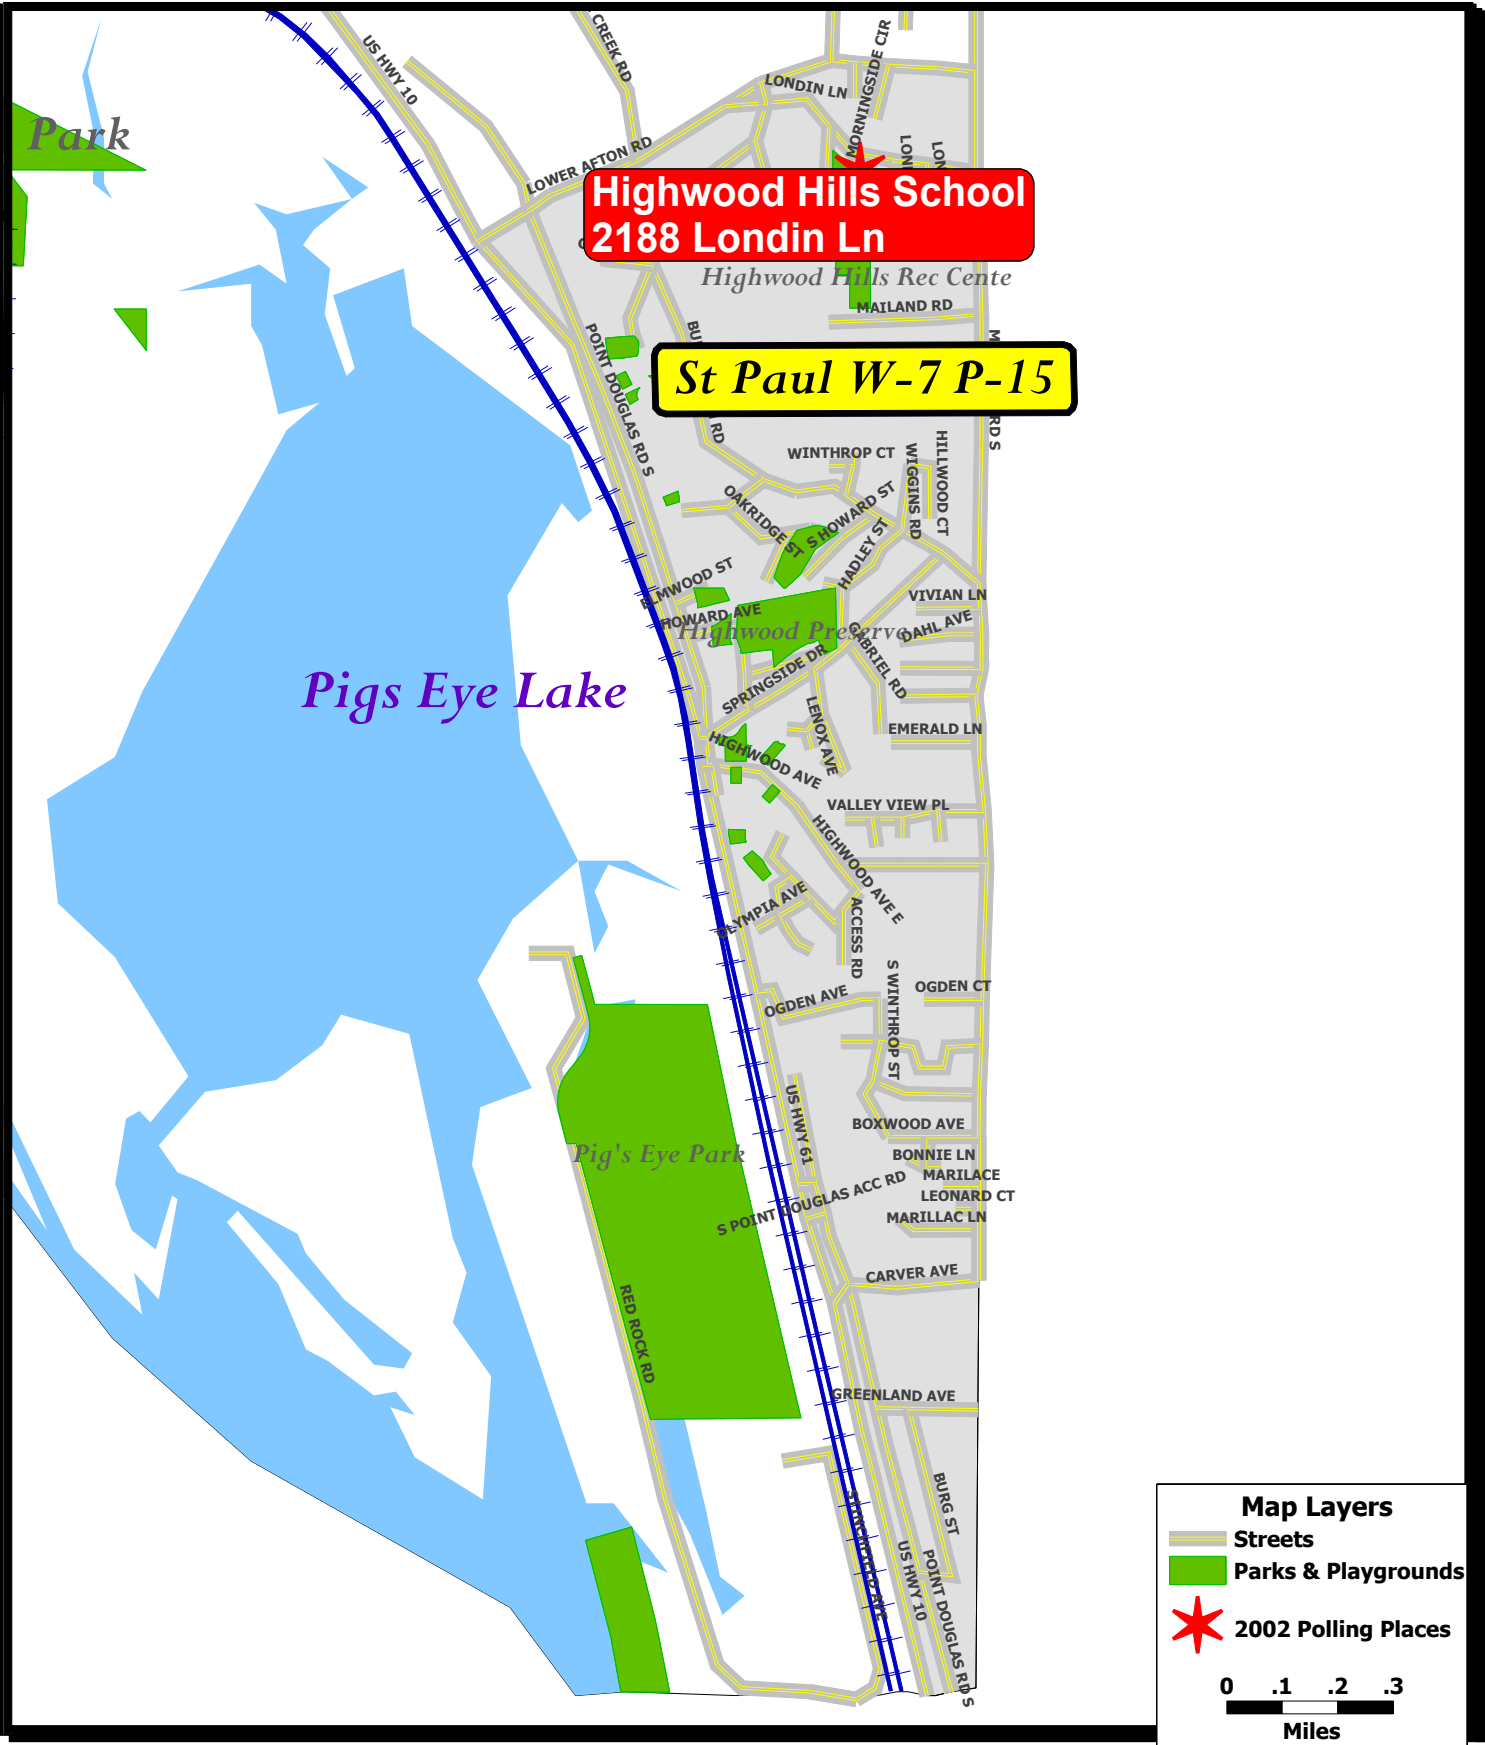 US HWY 10
CREEK RD
LONDIN LN
MORNINGSIDE CIR
Park
LOWER AFTON RD
Highwood Hills School
2188 Londin Ln
Highwood Hills Rec Cente
MAILAND RD
POINT DOUGLAS RD S
St Paul W-7 P-15
RD
RD S
WINTHROP CT
WIGGINS RD
HILLWOOD CT
OAKRIDGE ST
S HOWARD ST
HADLEY ST
ELMWOOD ST
VIVIAN LN
HOWARD AVE
Highwood Preserve
DAHL AVE
GABRIEL RD
SPRINGSIDE DR
Pigs Eye Lake
LENOX AVE
EMERALD LN
HIGHWOOD AVE
VALLEY VIEW PL
HIGHWOOD AVE E
OLYMPIA AVE
ACCESS RD
S WINTHROP ST
OGDEN CT
OGDEN AVE
US HWY 61
BOXWOOD AVE
Pig's Eye Park
BONNIE LN
MARILACE
S POINT DOUGLAS ACC RD
LEONARD CT
MARILLAC LN
CARVER AVE
RED ROCK RD
GREENLAND AVE
BURG ST
STINCHFIELD AVE
US HWY 10
POINT DOUGLAS RD S
Map Layers
Streets
Parks & Playgrounds
2002 Polling Places
0 .1 .2 .3
Miles